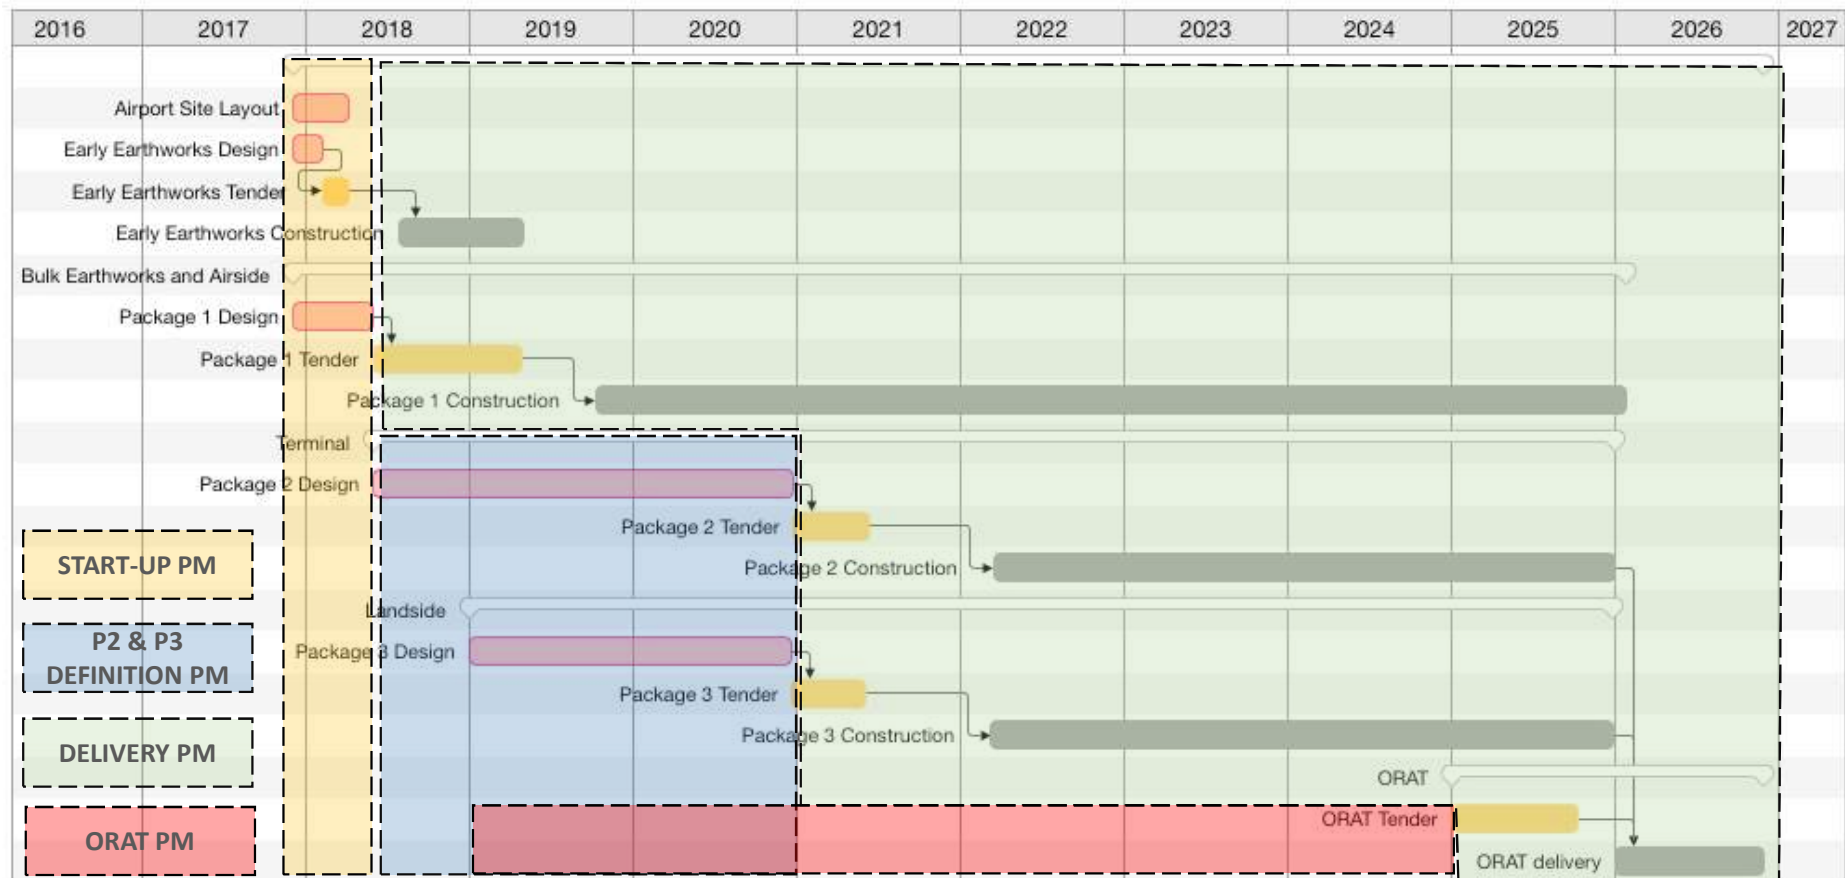 2016 2017 2018 2019 2020 2021 2022 2023 2024 2025 2026 2027
Airport Site Layout
Early Earthworks Design
Early Earthworks Tender
Early Earthworks Construction
Bulk Earthworks and Airside
Package 1 Design
Package 1 Tender
Package 1 Construction
Terminal
Package 2 Design
Package 2 Tender
Package 2 Construction
Landside
Package 3 Design
Package 3 Tender
Package 3 Construction
ORAT
ORAT Tender
ORAT delivery
START-UP PM
P2 & P3
DEFINITION PM
DELIVERY PM
ORAT PM